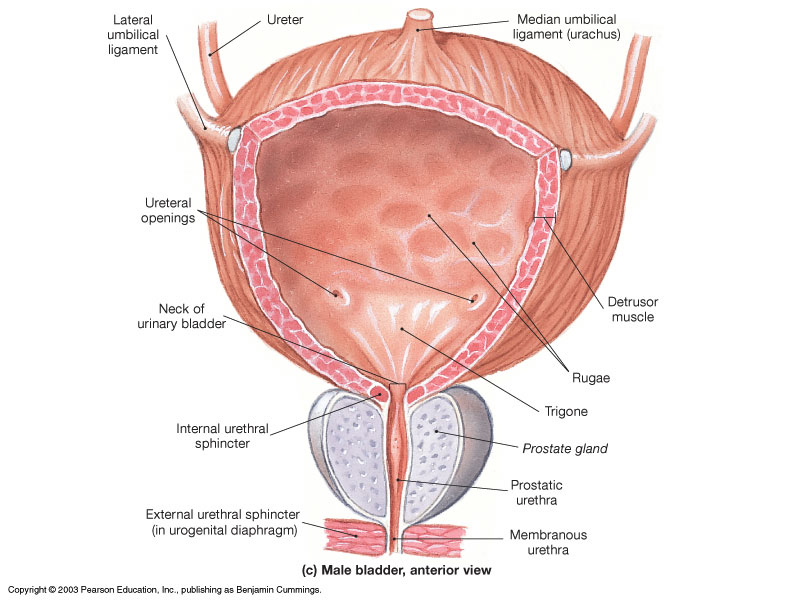 Lateral
umbilical
ligament
Ureter
Median umbilical
ligament (urachus)
Ureteral
openings
Neck of
urinary bladder
Detrusor
muscle
Rugae
Trigone
Internal urethral
sphincter
Prostate gland
Prostatic
urethra
External urethral sphincter
(in urogenital diaphragm)
Membranous
urethra
(c) Male bladder, anterior view
Copyright © 2003 Pearson Education, Inc., publishing as Benjamin Cummings.